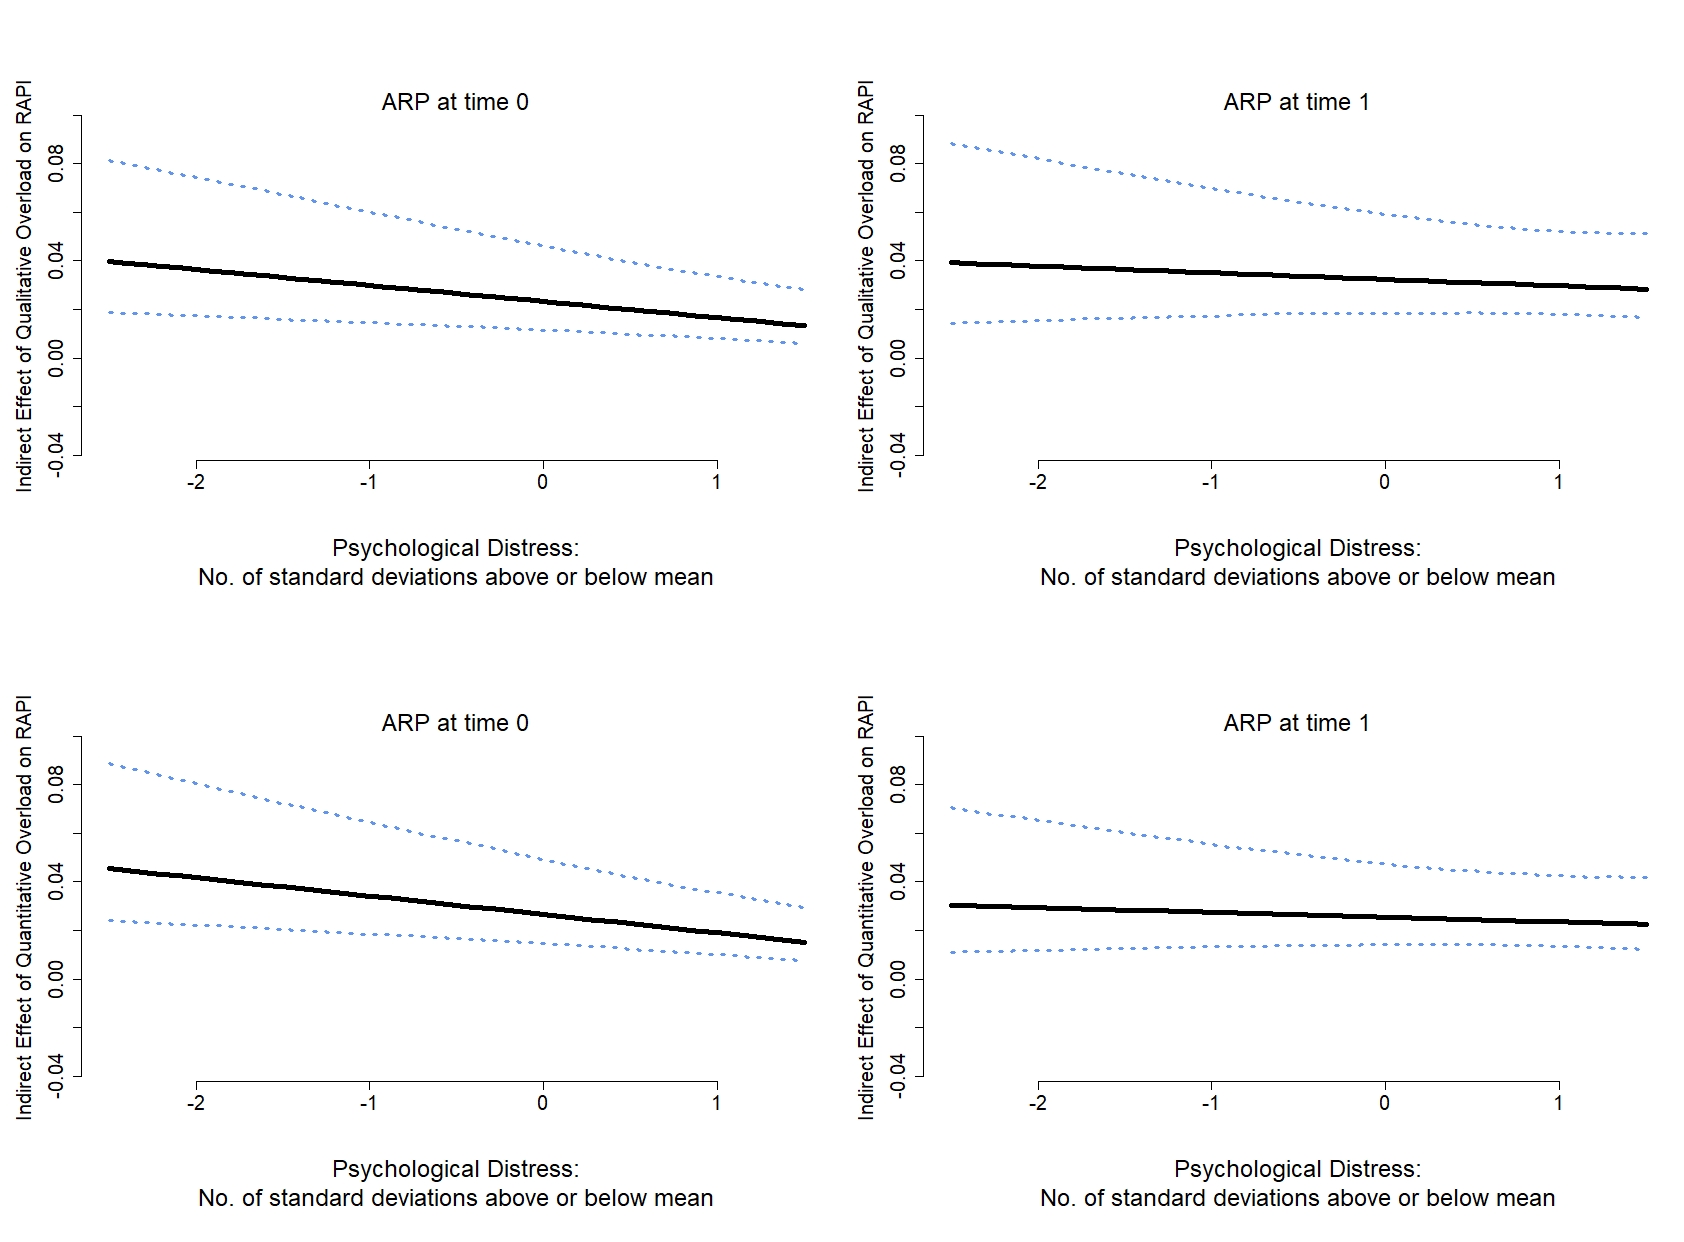 ARP at time 0
Indirect Effect of Qualitative Overload on RAPI
0.08
0.04
0.00
-0.04
-2 -1 0 1
Psychological Distress:
No. of standard deviations above or below mean
ARP at time 1
Indirect Effect of Qualitative Overload on RAPI
0.08
0.04
0.00
-0.04
-2 -1 0 1
Psychological Distress:
No. of standard deviations above or below mean
ARP at time 0
Indirect Effect of Quantitative Overload on RAPI
0.08
0.04
0.00
-0.04
-2 -1 0 1
Psychological Distress:
No. of standard deviations above or below mean
ARP at time 1
Indirect Effect of Quantitative Overload on RAPI
0.08
0.04
0.00
-0.04
-2 -1 0 1
Psychological Distress:
No. of standard deviations above or below mean